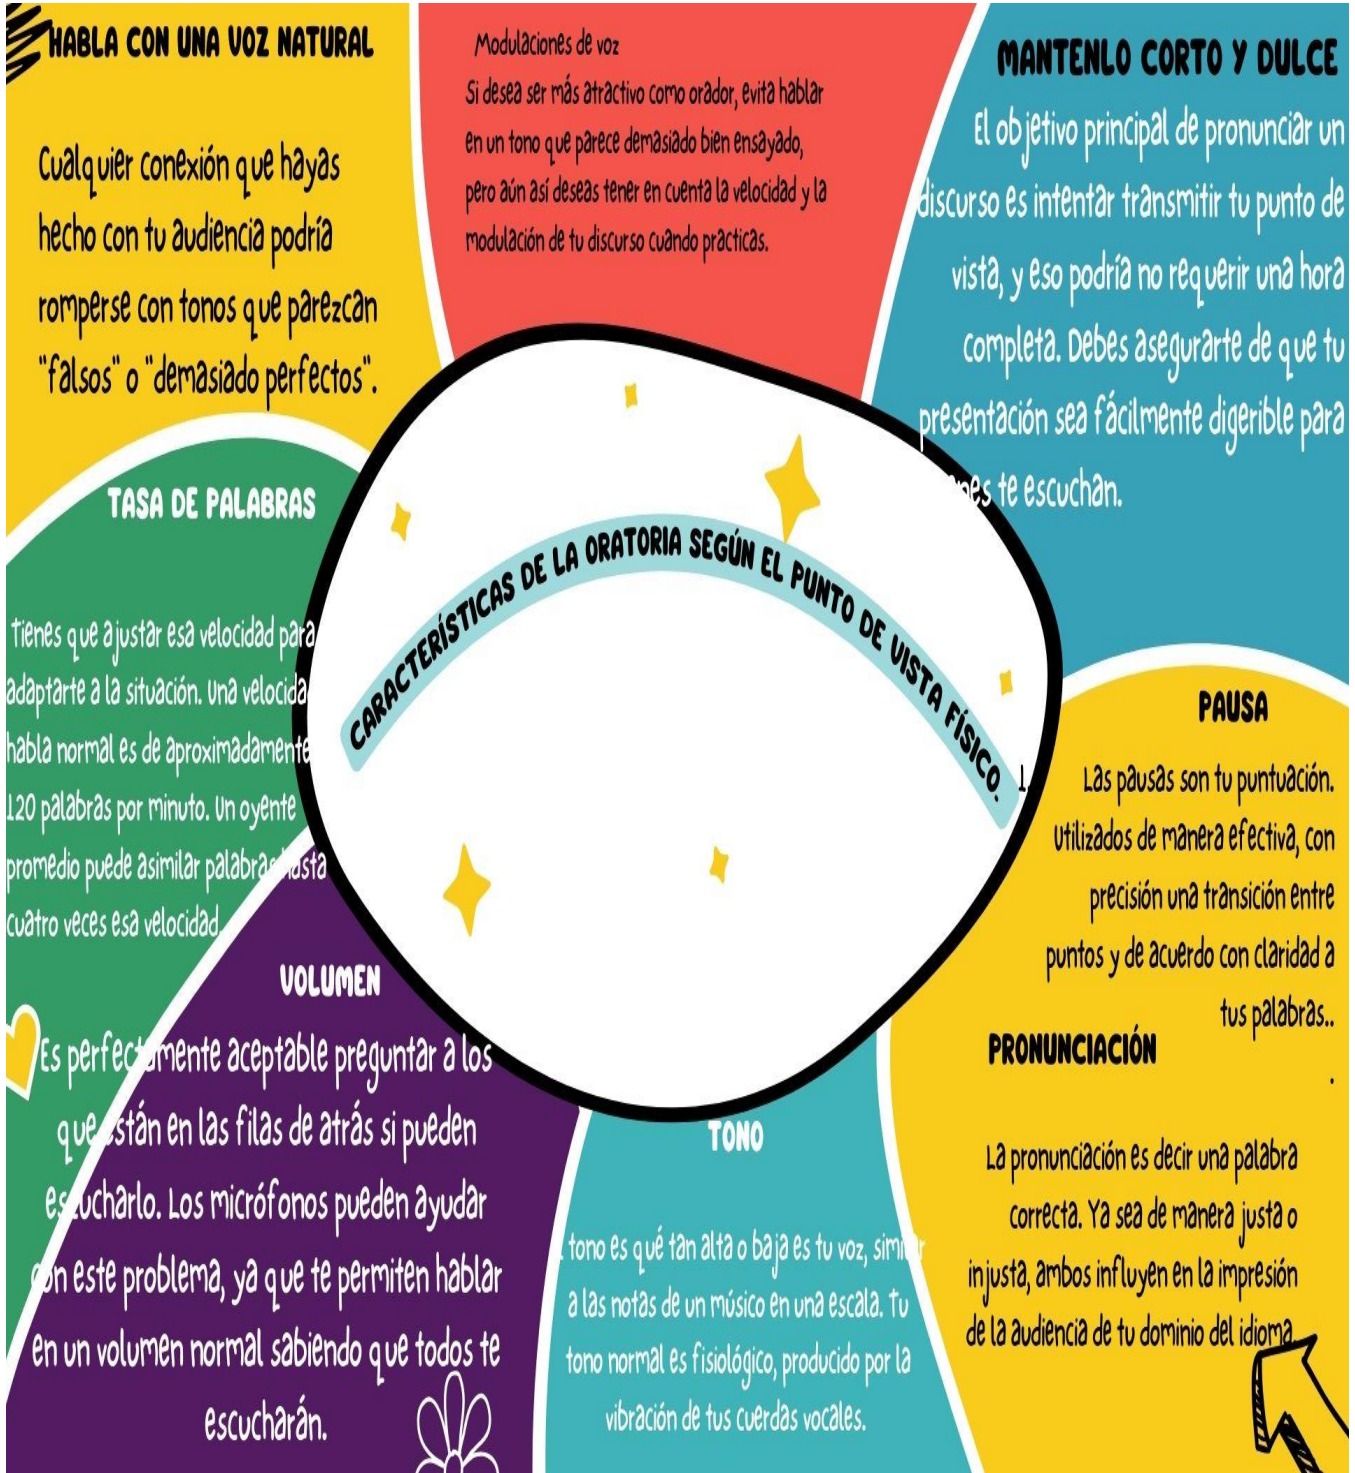 HABLA CON UNA VOZ NATURAL
Cualquier conexión que hayas
hecho con tu audiencia podría
romperse con tonos que parezcan
"falsos" o "demasiado perfectos".
Modulaciones de voz
Si desea ser más atractivo como orador, evita hablar
en un tono que parece demasiado bien ensayado,
pero aún así deseas tener en cuenta la velocidad y la
modulación de tu discurso cuando practicas.
MANTENLO CORTO Y DULCE
El objetivo principal de pronunciar un
discurso es intentar transmitir tu punto de
vista, y eso podría no requerir una hora
completa. Debes asegurarte de que tu
presentación sea fácilmente digerible para
te escuchan.
CARACTERÍSTICAS DE LA ORATORIA SEGÚN EL PUNTO DE VISTA FÍSICO.
TASA DE PALABRAS
Tienes que ajustar esa velocidad para
adaptarte a la situación. Una velocida
habla normal es de aproximadamente
120 palabras por minuto. Un oyente
promedio puede asimilar palabras hasta
cuatro veces esa velocidad.
VOLUMEN
Es perfectamente aceptable preguntar a los
que están en las filas de atrás si pueden
escucharlo. Los micrófonos pueden ayudar
con este problema, ya que te permiten hablar
en un volumen normal sabiendo que todos te
escucharán.
TONO
tono es qué tan alta o baja es tu voz, similar
a las notas de un músico en una escala. Tu
tono normal es fisiológico, producido por la
vibración de tus cuerdas vocales.
PAUSA
1. Las pausas son tu puntuación.
Utilizados de manera efectiva, con
precisión una transición entre
puntos y de acuerdo con claridad a
tus palabras..
.
PRONUNCIACIÓN
La pronunciación es decir una palabra
correcta. Ya sea de manera justa o
injusta, ambos influyen en la impresión
de la audiencia de tu dominio del idioma.